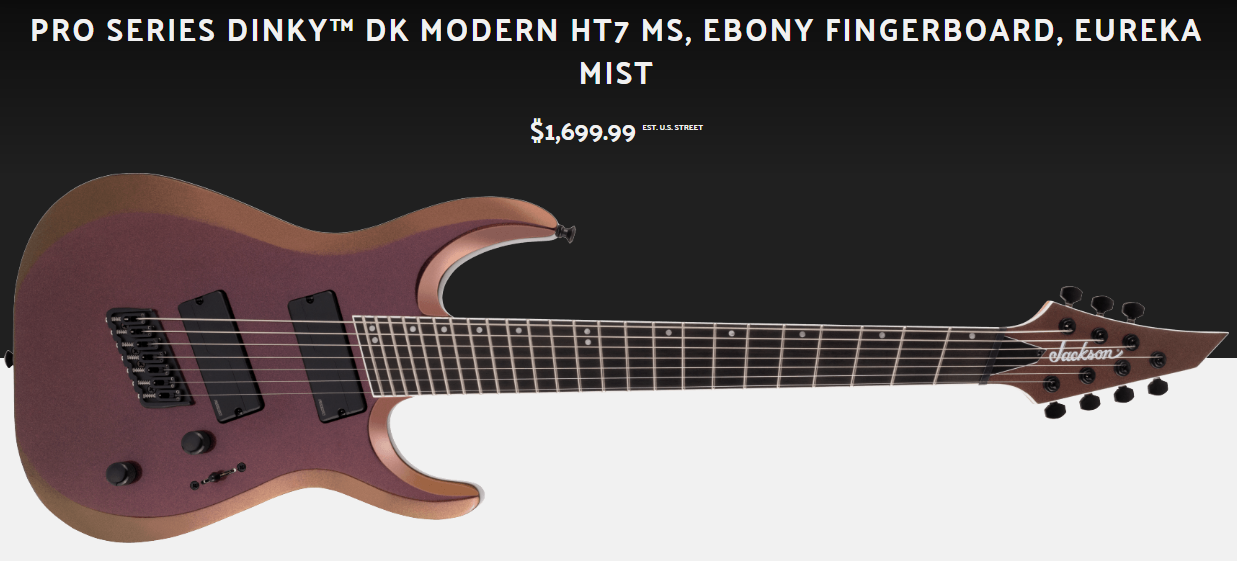 PRO SERIES DINKY™ DK MODERN HT7 MS, EBONY FINGERBOARD, EUREKA
MIST
$1,699.99 EST. U.S. STREET
Jackson